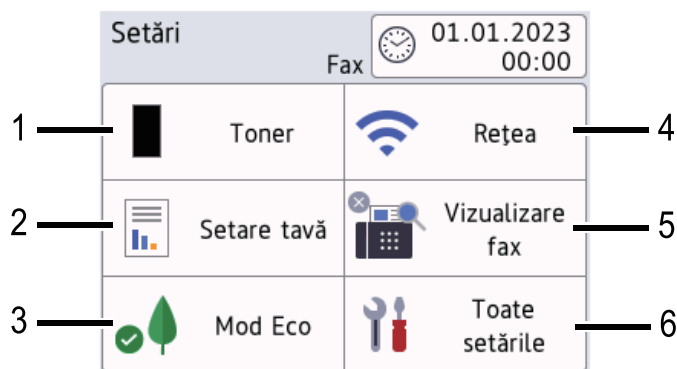 Setări
Fax
01.01.2023
00:00
1
Toner
Reţea
4
2
Setare tavă
Vizualizare
fax
5
3
Mod Eco
Toate
setările
6